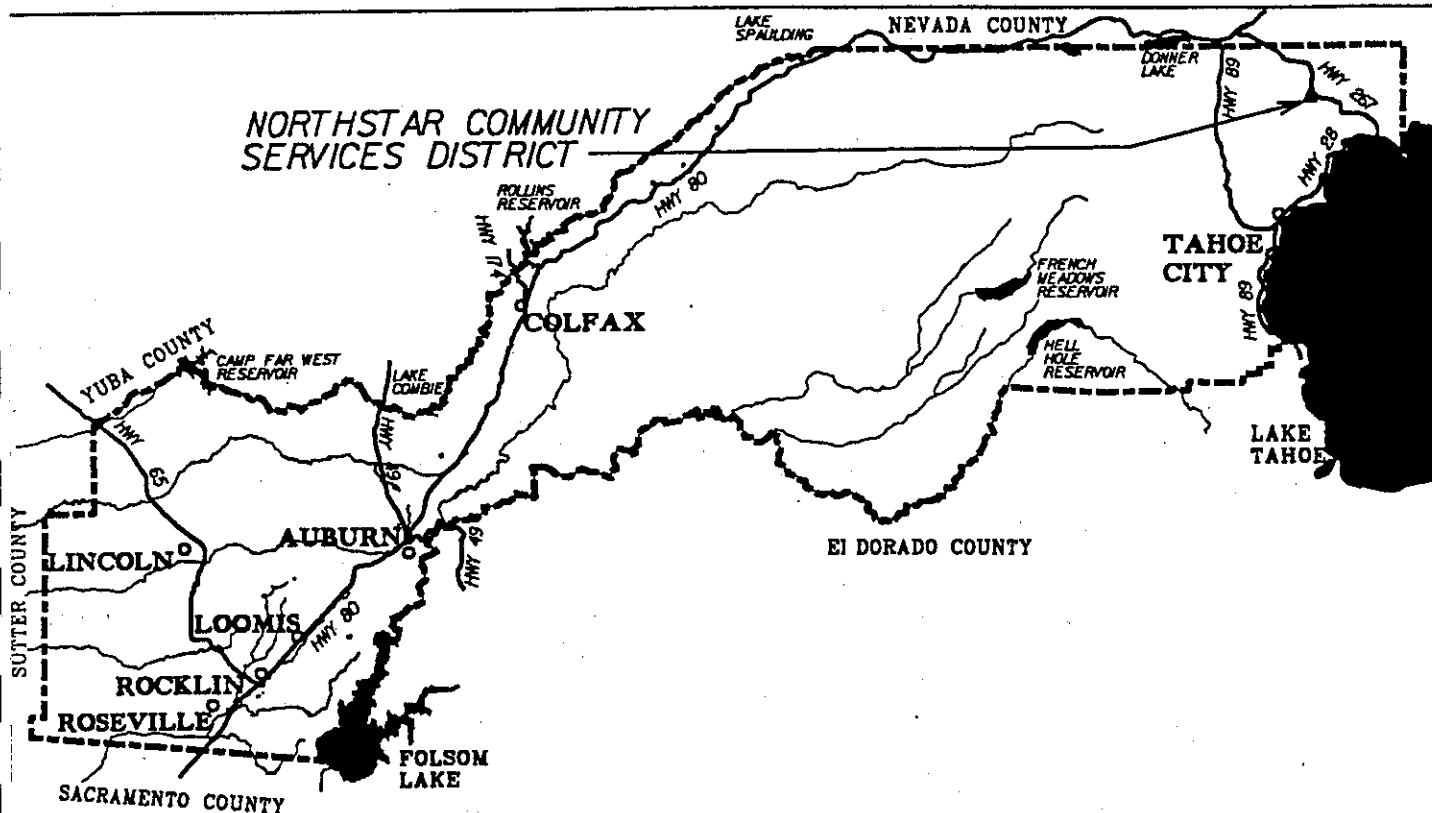 LAKE
SPAULDING
NEVADA COUNTY
DONNER
LAKE
HWY 89
HWY 267
NORTHSTAR COMMUNITY
SERVICES DISTRICT
HWY 28
ROLLINS
RESERVOIR
HWY 80
HWY 174
TAHOE
CITY
FRENCH
MEADOWS
RESERVOIR
HWY 89
COLFAX
YUBA COUNTY
CAMP FAR WEST
RESERVOIR
LAKE
COMBIE
HELL
HOLE
RESERVOIR
HWY 65
HWY 49
LAKE
TAHOE
SUTTER COUNTY
AUBURN
HWY 49
El DORADO COUNTY
LINCOLN
LOOMIS
HWY 80
ROCKLIN
ROSEVILLE
FOLSOM
LAKE
SACRAMENTO COUNTY